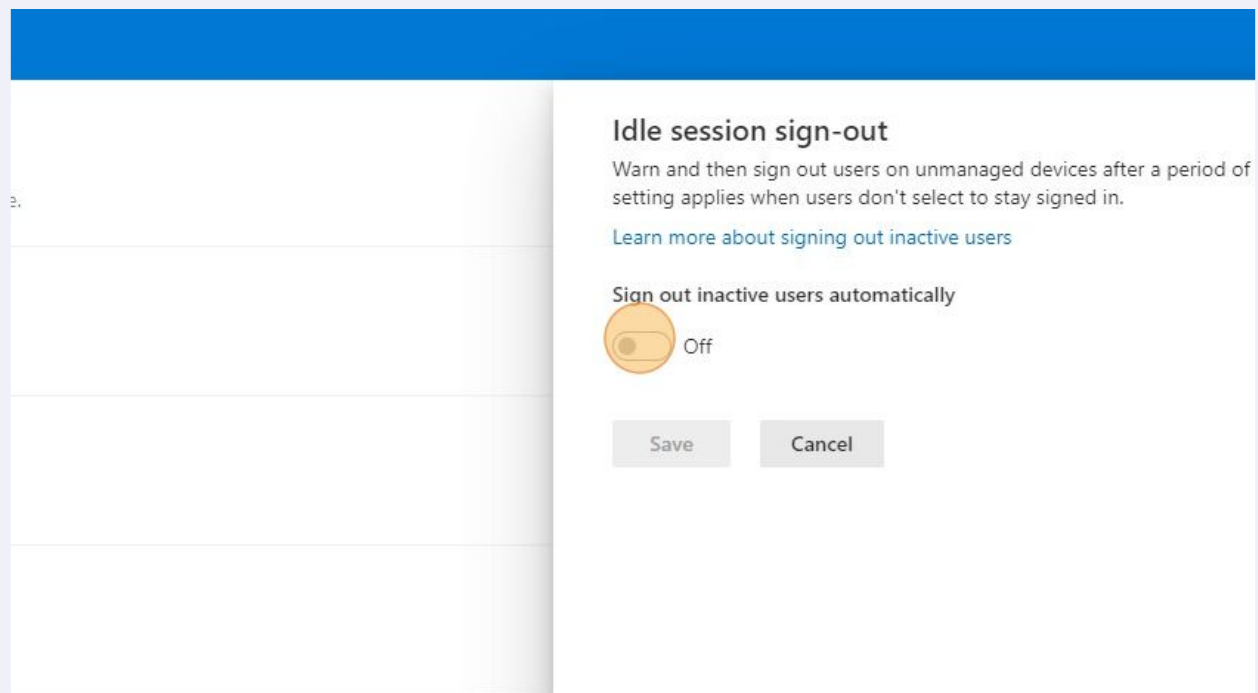 Idle session sign-out
Warn and then sign out users on unmanaged devices after a period of
e.
setting applies when users don't select to stay signed in.
Learn more about signing out inactive users
Sign out inactive users automatically
Off
Save Cancel